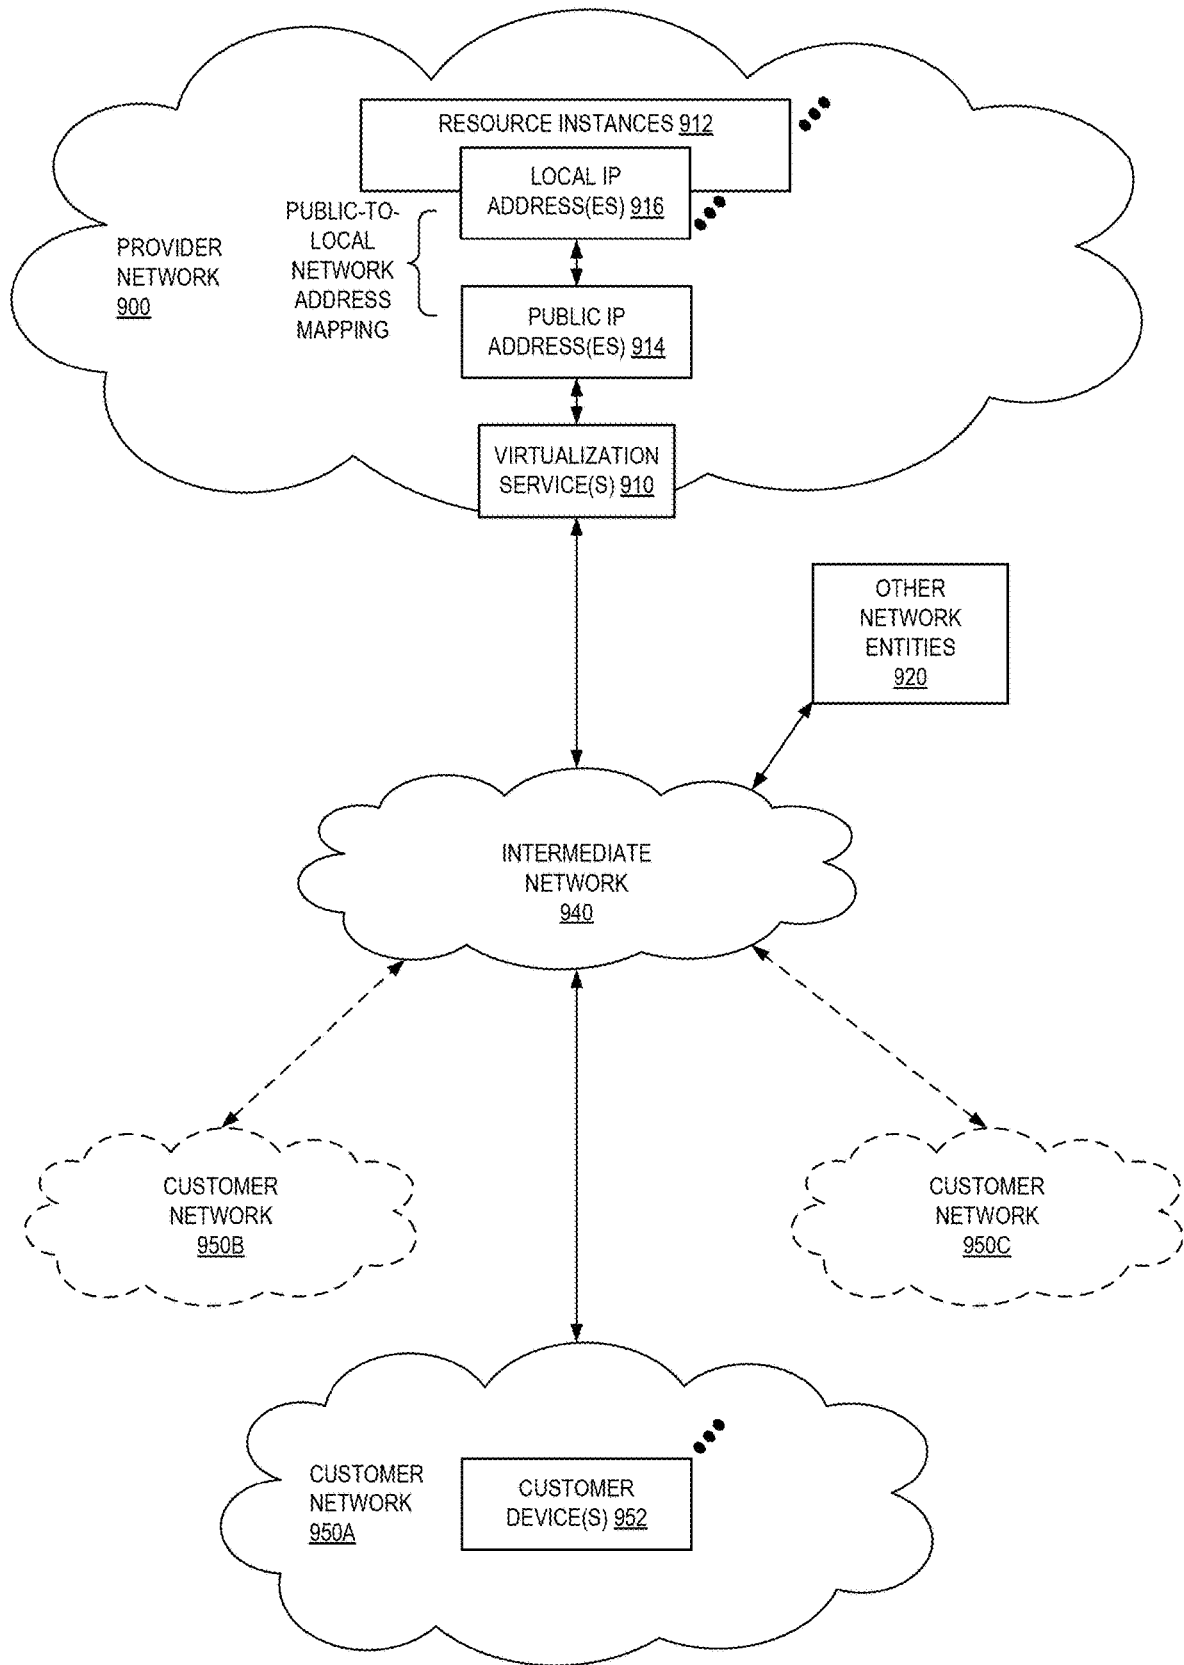 RESOURCE INSTANCES 912
LOCAL IP
ADDRESS(ES) 916
PUBLIC-TO-
LOCAL
NETWORK
ADDRESS
MAPPING
PROVIDER
NETWORK
900
PUBLIC IP
ADDRESS(ES) 914
VIRTUALIZATION
SERVICE(S) 910
OTHER
NETWORK
ENTITIES
920
INTERMEDIATE
NETWORK
940
CUSTOMER
NETWORK
950B
CUSTOMER
NETWORK
950C
CUSTOMER
NETWORK
950A
CUSTOMER
DEVICE(S) 952